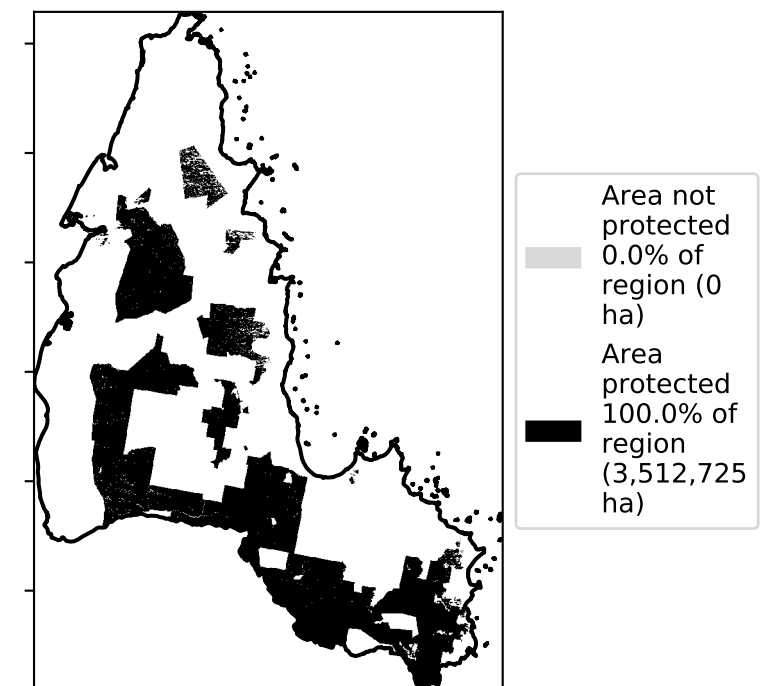 Area not
protected
0.0% of
region (0
ha)
Area
protected
100.0% of
region
(3,512,725
ha)